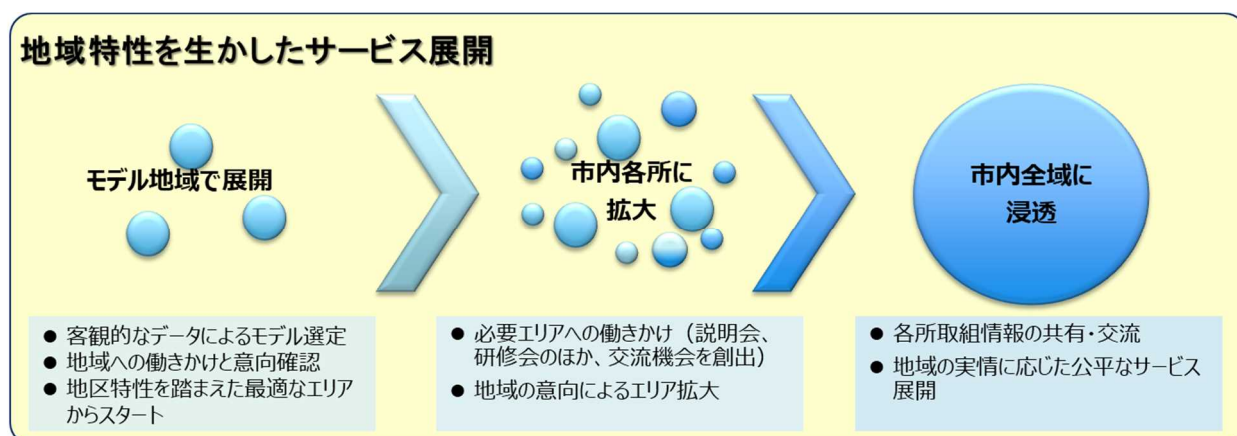 地域特性を生かしたサービス展開
モデル地域で展開
市内各所に
拡大
市内全域に
浸透
● 客観的なデータによるモデル選定
● 地域への働きかけと意向確認
● 地区特性を踏まえた最適なエリア
からスタート
● 必要エリアへの働きかけ（説明会、
研修会のほか、交流機会を創出）
● 地域の意向によるエリア拡大
● 各所取組情報の共有・交流
● 地域の実情に応じた公平なサービス
展開